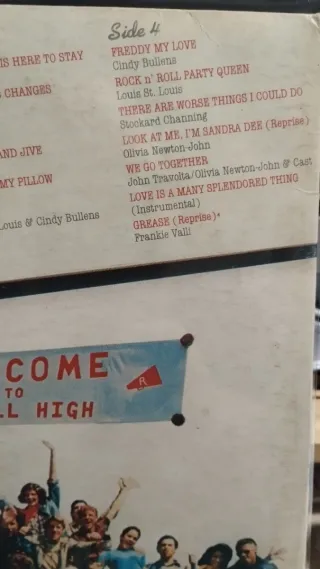 Side 4
FREDDY MY LOVE
Cindy Bullens
ROCK n' ROLL PARTY QUEEN
Louis St. Louis
THERE ARE WORSE THINGS I COULD DO
Stockard Channing
LOOK AT ME, I'M SANDRA DEE (Reprise)
Olivia Newton-John
WE GO TOGETHER
John Travolta/Olivia Newton-John & Cast
LOVE IS A MANY SPLENDORED THING
(Instrumental)
GREASE (Reprise)*
Frankie Valli
IS HERE TO STAY
CHANGES
AND JIVE
MY PILLOW
Louis & Cindy Bullens
COME
TO
LL HIGH
R